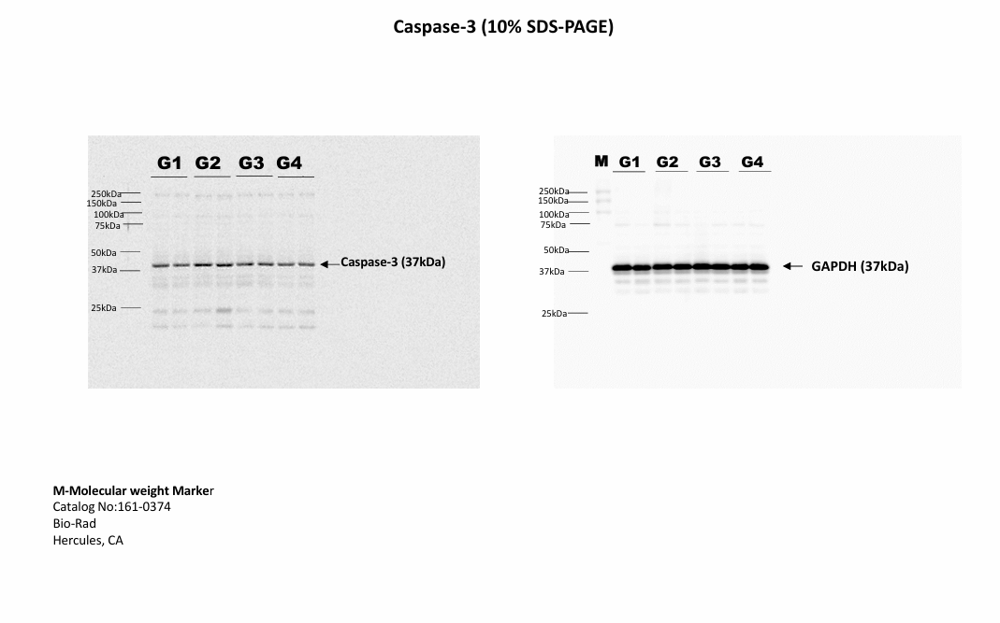 Caspase-3 (10% SDS-PAGE)
G1 G2 G3 G4
250kDa
150kDa
100kDa
75kDa
50kDa
37kDa
25kDa
Caspase-3 (37kDa)
M G1 G2 G3 G4
250kDa
150kDa
100kDa
75kDa
50kDa
37kDa
25kDa
GAPDH (37kDa)
M-Molecular weight Marker
Catalog No:161-0374
Bio-Rad
Hercules, CA